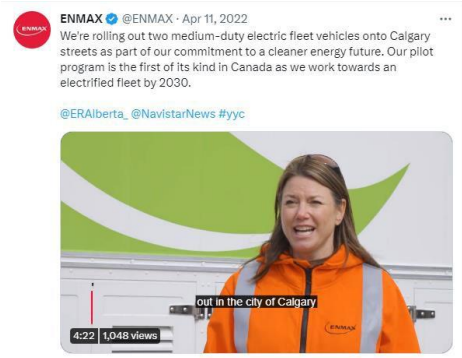 ENMAX @ENMAX · Apr 11, 2022 ...
ENMAX
We're rolling out two medium-duty electric fleet vehicles onto Calgary
streets as part of our commitment to a cleaner energy future. Our pilot
program is the first of its kind in Canada as we work towards an
electrified fleet by 2030.
@ERAlberta_ @NavistarNews #yyc
out in the city of Calgary
ENMAX
4:22 1,048 views